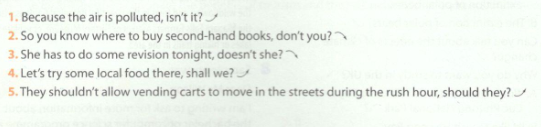 1. Because the air is polluted, isn't it?
2. So you know where to buy second-hand books, don't you?
3. She has to do some revision tonight, doesn't she?
4. Let's try some local food there, shall we?
5. They shouldn't allow vending carts to move in the streets during the rush hour, should they?